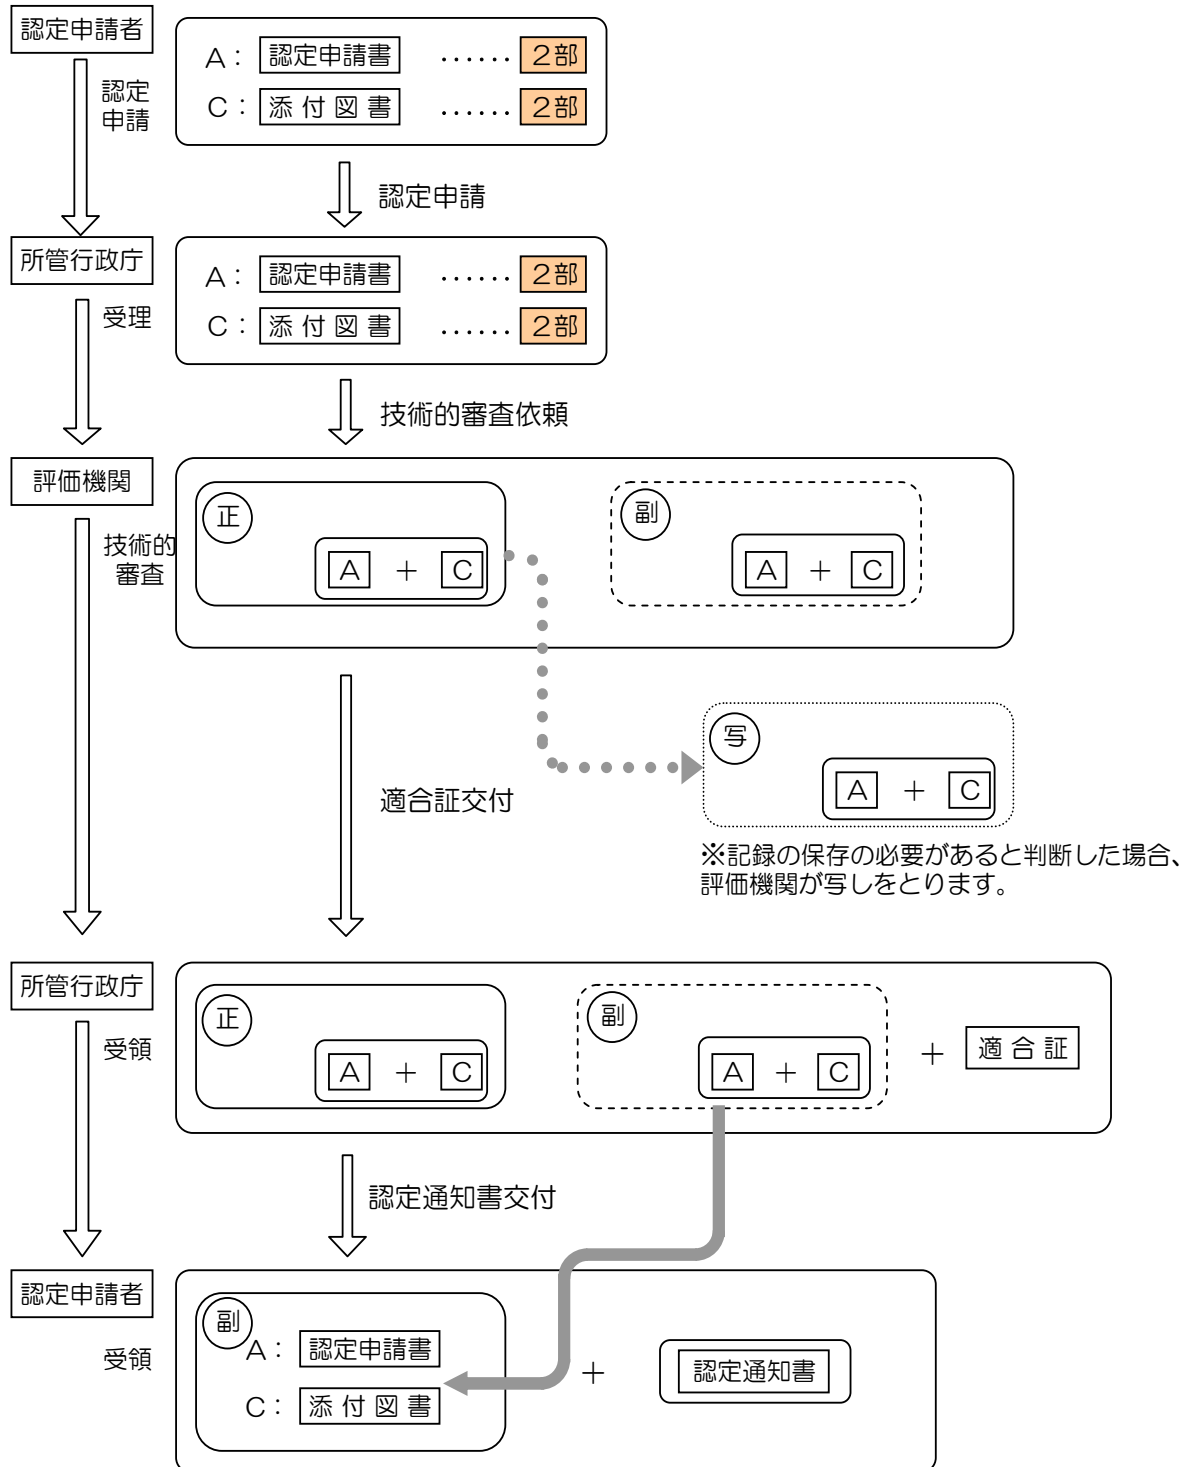 認定申請者
A： 認定申請書 …… 2部
認定
申請
C： 添付図書 …… 2部
認定申請
所管行政庁
A： 認定申請書 …… 2部
受理
C： 添付図書 …… 2部
技術的審査依頼
評価機関
正
副
技術的
審査
A ＋ C
A ＋ C
写
A ＋ C
適合証交付
※記録の保存の必要があると判断した場合、
評価機関が写しをとります。
所管行政庁
正
副
受領
A ＋ C
A ＋ C
＋ 適合証
認定通知書交付
認定申請者
副
A： 認定申請書
受領
＋ 認定通知書
C： 添付図書